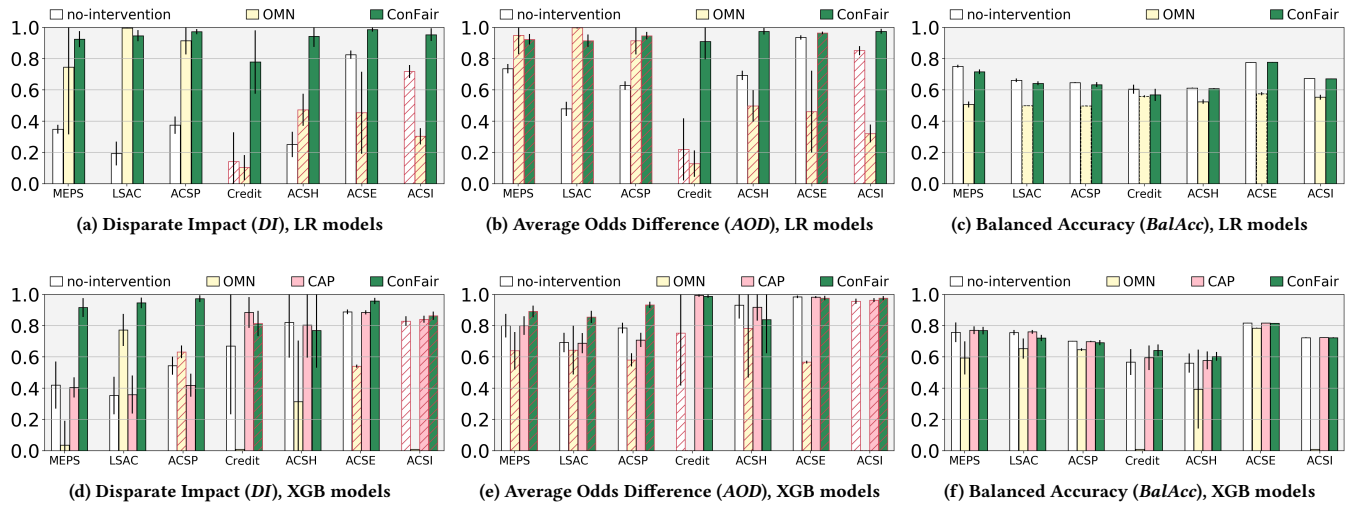 no-intervention OMN ConFair
1.0
0.8
0.6
0.4
0.2
0.0
MEPS LSAC ACSP Credit ACSH ACSE ACSI
(a) Disparate Impact (DI), LR models
no-intervention OMN ConFair
1.0
0.8
0.6
0.4
0.2
0.0
MEPS LSAC ACSP Credit ACSH ACSE ACSI
(b) Average Odds Difference (AOD), LR models
no-intervention OMN ConFair
1.0
0.8
0.6
0.4
0.2
0.0
MEPS LSAC ACSP Credit ACSH ACSE ACSI
(c) Balanced Accuracy (BalAcc), LR models
no-intervention OMN CAP ConFair
1.0
0.8
0.6
0.4
0.2
0.0
MEPS LSAC ACSP Credit ACSH ACSE ACSI
(d) Disparate Impact (DI), XGB models
no-intervention OMN CAP ConFair
1.0
0.8
0.6
0.4
0.2
0.0
MEPS LSAC ACSP Credit ACSH ACSE ACSI
(e) Average Odds Difference (AOD), XGB models
no-intervention OMN CAP ConFair
1.0
0.8
0.6
0.4
0.2
0.0
MEPS LSAC ACSP Credit ACSH ACSE ACSI
(f) Balanced Accuracy (BalAcc), XGB models